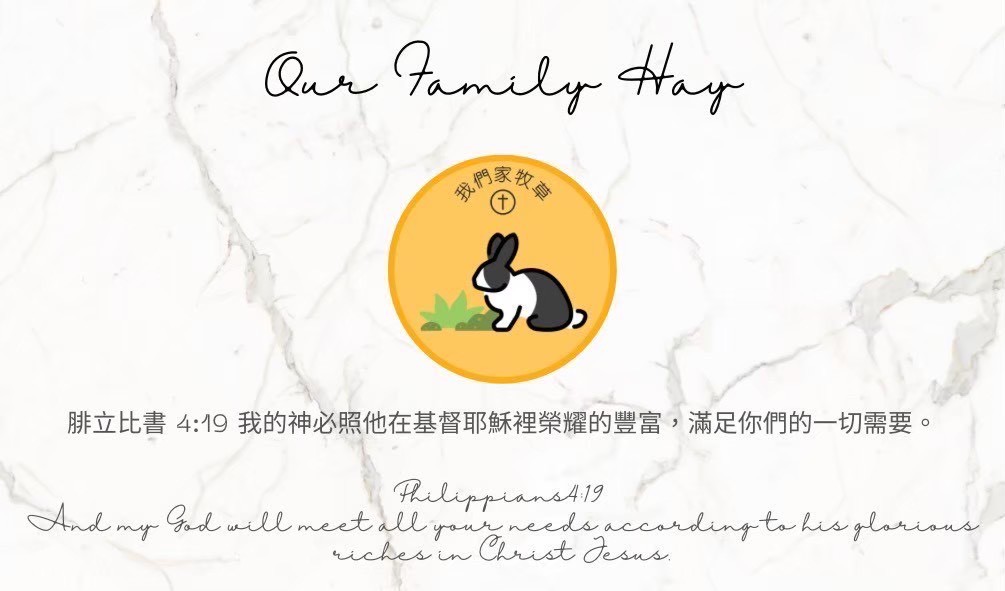 Our Family Hay
我們家牧草
腓立比書 4:19 我的神必照他在基督耶穌裡榮耀的豐富，滿足你們的一切需要。
Philippians4:19
And my God will meet all your needs according to his glorious
riches in Christ Jesus.